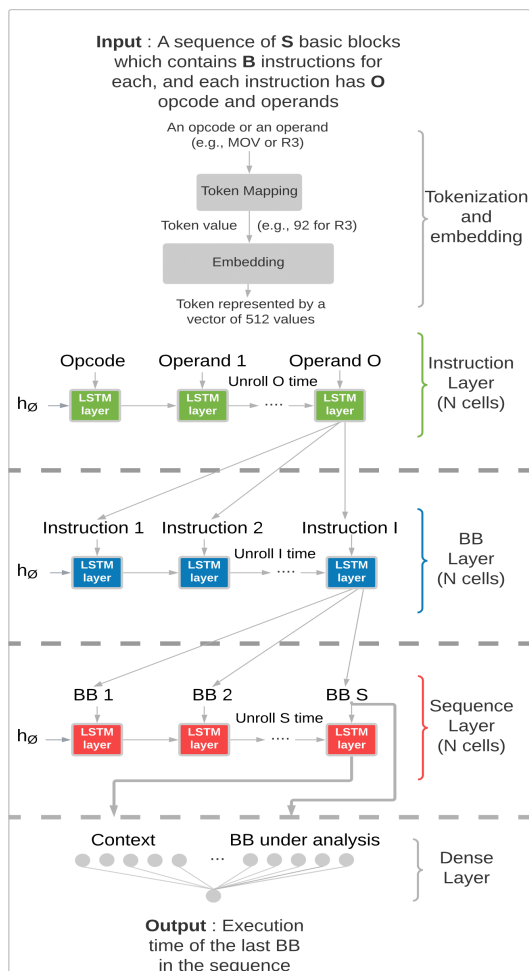 Input : A sequence of S basic blocks
which contains B instructions for
each, and each instruction has O
opcode and operands
An opcode or an operand
(e.g., MOV or R3)
Token Mapping
Token value (e.g., 92 for R3)
Embedding
Token represented by a
vector of 512 values
Tokenization
and
embedding
Opcode Operand 1 Operand O
Unroll O time
hØ
LSTM
layer
LSTM
layer
....
LSTM
layer
Instruction
Layer
(N cells)
Instruction 1 Instruction 2 Instruction I
Unroll I time
hØ
LSTM
layer
LSTM
layer
....
LSTM
layer
BB
Layer
(N cells)
BB 1 BB 2 BB S
Unroll S time
hØ
LSTM
layer
LSTM
layer
....
LSTM
layer
Sequence
Layer
(N cells)
Context BB under analysis
...
Dense
Layer
Output : Execution
time of the last BB
in the sequence